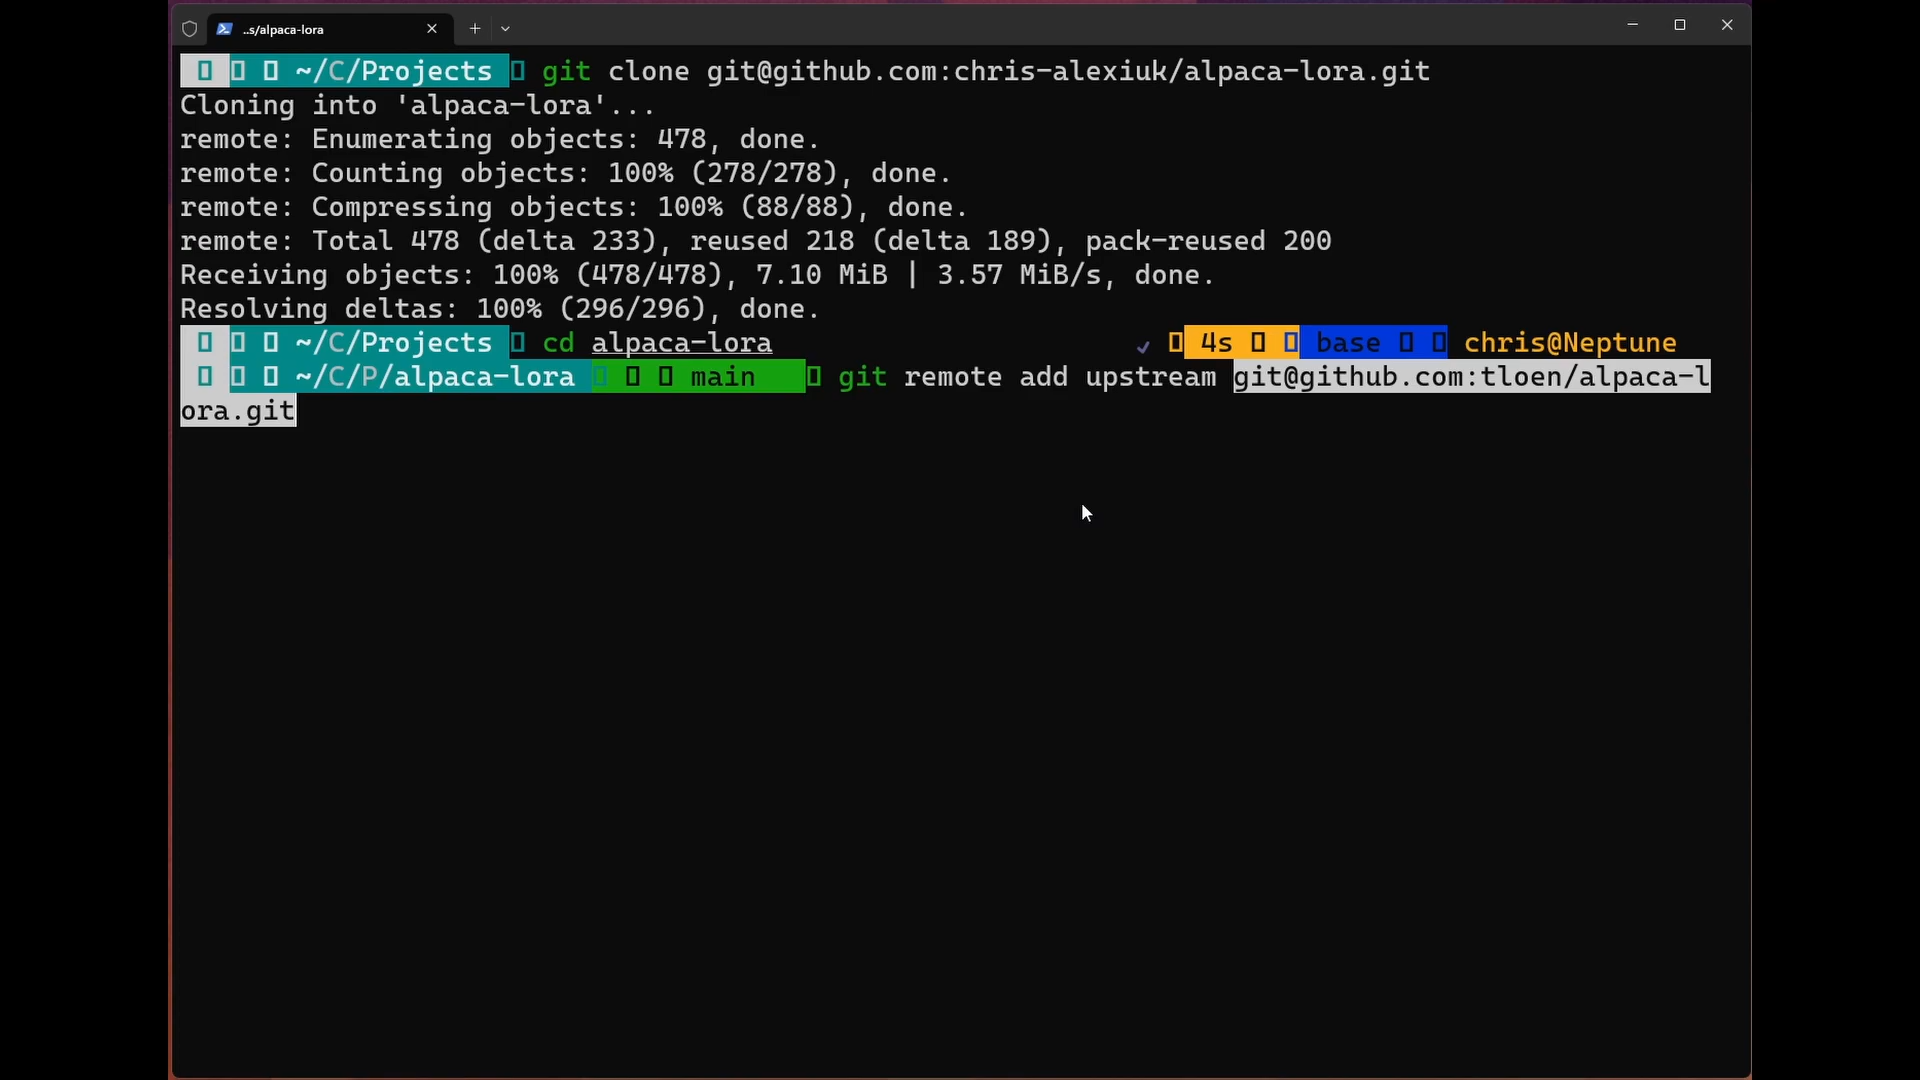 ..s/alpaca-lora
~/C/Projects git clone git@github.com:chris-alexiuk/alpaca-lora.git
Cloning into 'alpaca-lora'...
remote: Enumerating objects: 478, done.
remote: Counting objects: 100% (278/278), done.
remote: Compressing objects: 100% (88/88), done.
remote: Total 478 (delta 233), reused 218 (delta 189), pack-reused 200
Receiving objects: 100% (478/478), 7.10 MiB | 3.57 MiB/s, done.
Resolving deltas: 100% (296/296), done.
~/C/Projects cd alpaca-lora ✓ 4s base chris@Neptune
~/C/P/alpaca-lora main git remote add upstream git@github.com:tloen/alpaca-l
ora.git